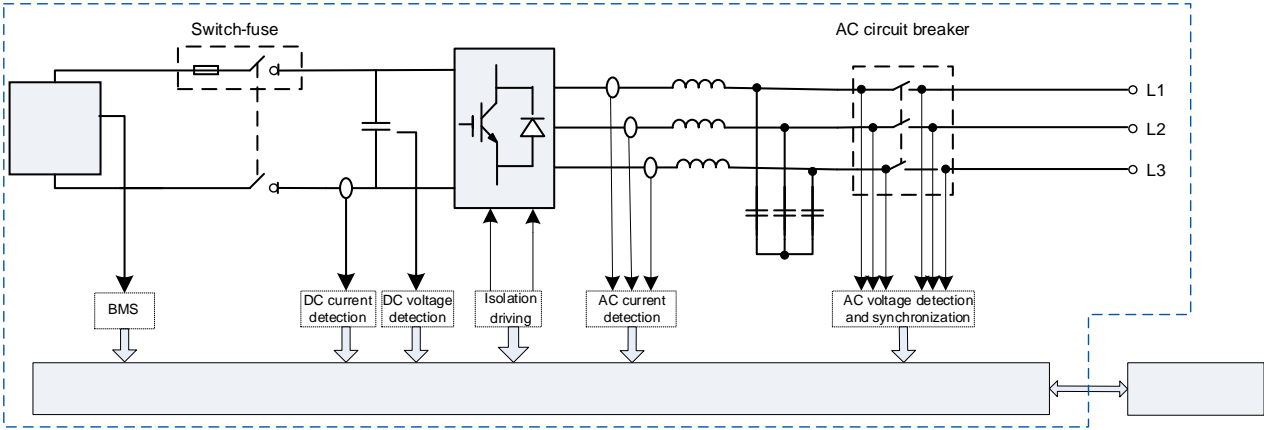 Switch-fuse
AC circuit breaker
L1
L2
L3
BMS
DC current
detection
DC voltage
detection
Isolation
driving
AC current
detection
AC voltage detection
and synchronization